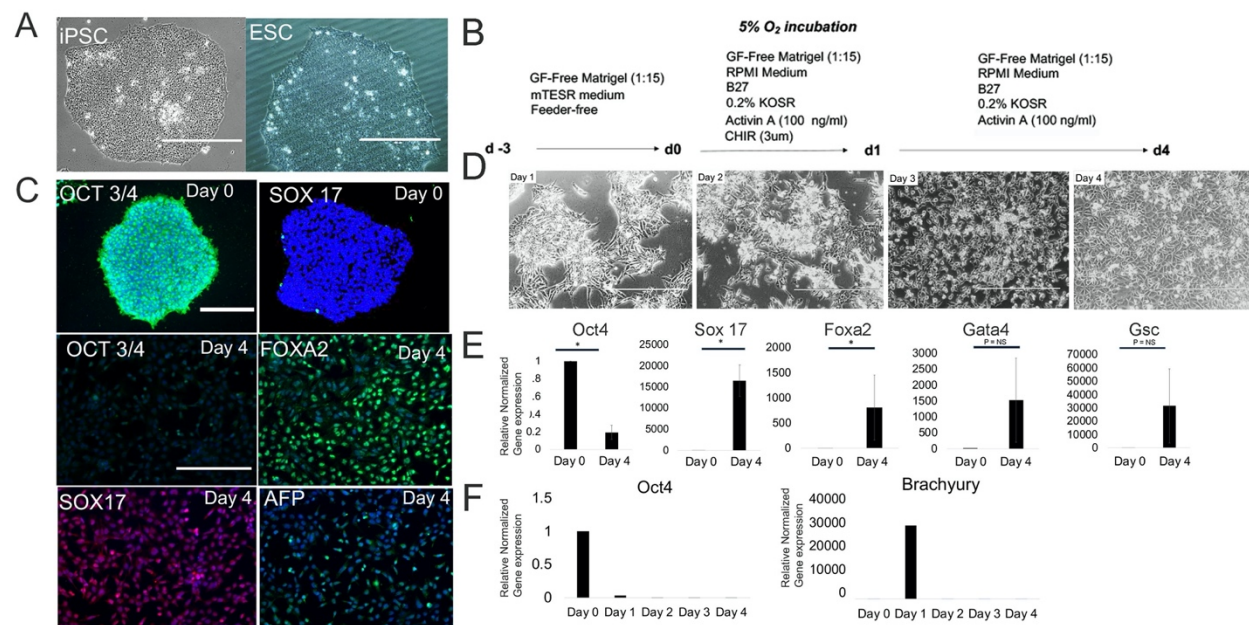 A
iPSC
ESC
B
5% O₂ incubation
GF-Free Matrigel (1:15)
mTESR medium
Feeder-free
GF-Free Matrigel (1:15)
RPMI Medium
B27
0.2% KOSR
Activin A (100 ng/ml)
CHIR (3um)
GF-Free Matrigel (1:15)
RPMI Medium
B27
0.2% KOSR
Activin A (100 ng/ml)
d -3
d0
d1
d4
C
OCT 3/4
Day 0
SOX 17
Day 0
OCT 3/4
Day 4
FOXA2
Day 4
SOX17
Day 4
AFP
Day 4
D
Day 1
Day 2
Day 3
Day 4
E
Relative Normalized
Gene expression
Oct4
*
1
.8
.6
.4
.2
0
Day 0
Day 4
Sox 17
*
25000
20000
15000
10000
5000
0
Day 0
Day 4
Foxa2
*
2000
1500
1000
500
0
Day 0
Day 4
Gata4
P = NS
3000
2500
2000
1500
1000
500
0
Day 0
Day 4
Gsc
P = NS
70000
60000
50000
40000
30000
20000
10000
0
Day 0
Day 4
F
Relative Normalized
Gene expression
Oct4
1.5
1
0.5
0
Day 0 Day 1 Day 2 Day 3 Day 4
Relative Normalized
Gene expression
Brachyury
40000
30000
20000
10000
0
Day 0 Day 1 Day 2 Day 3 Day 4